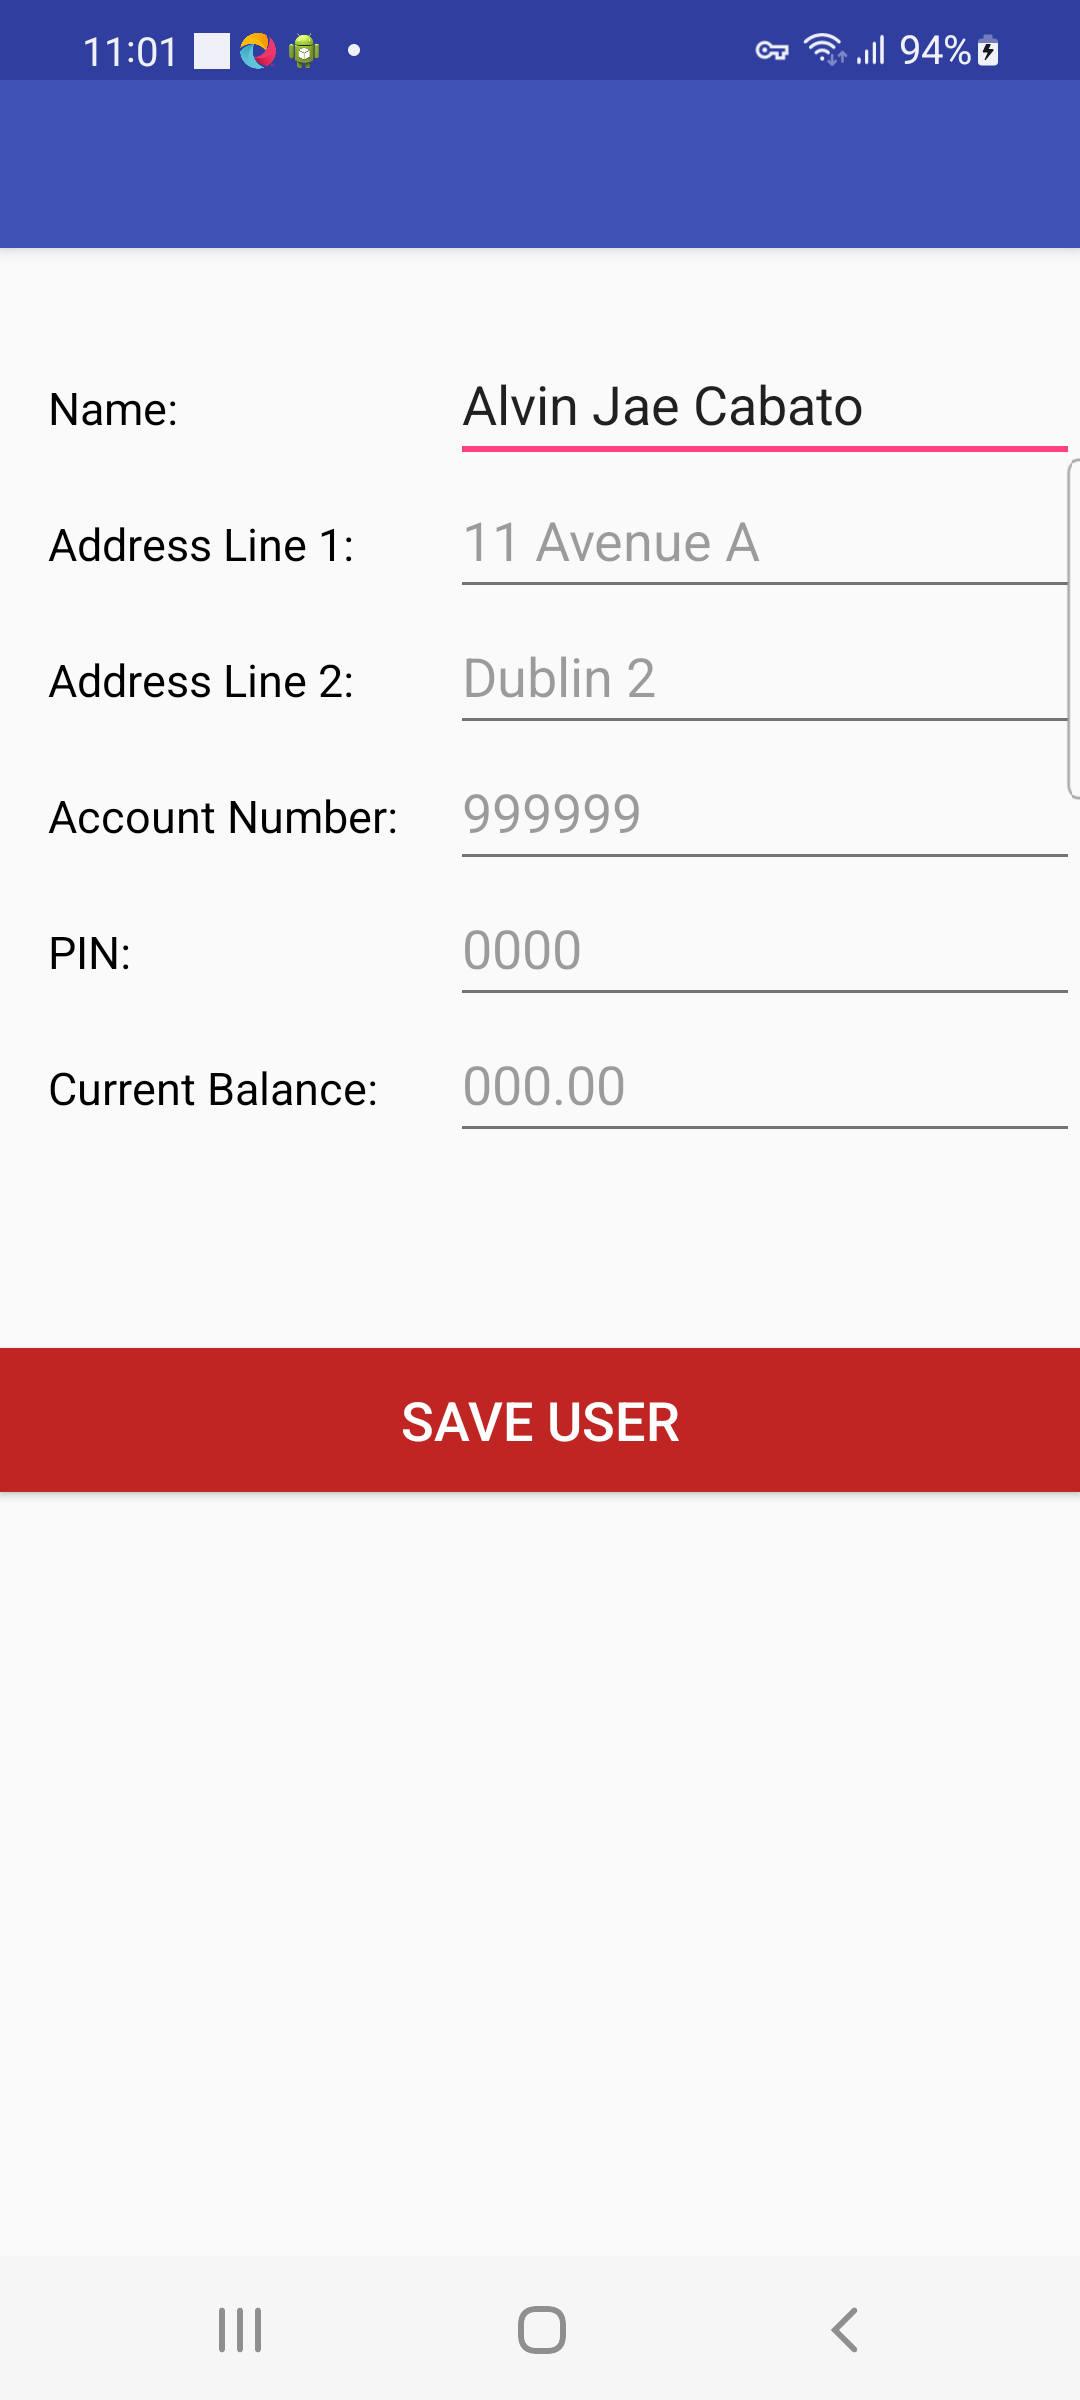 11:01 94%
Name: Alvin Jae Cabato
Address Line 1: 11 Avenue A
Address Line 2: Dublin 2
Account Number: 999999
PIN: 0000
Current Balance: 000.00
SAVE USER